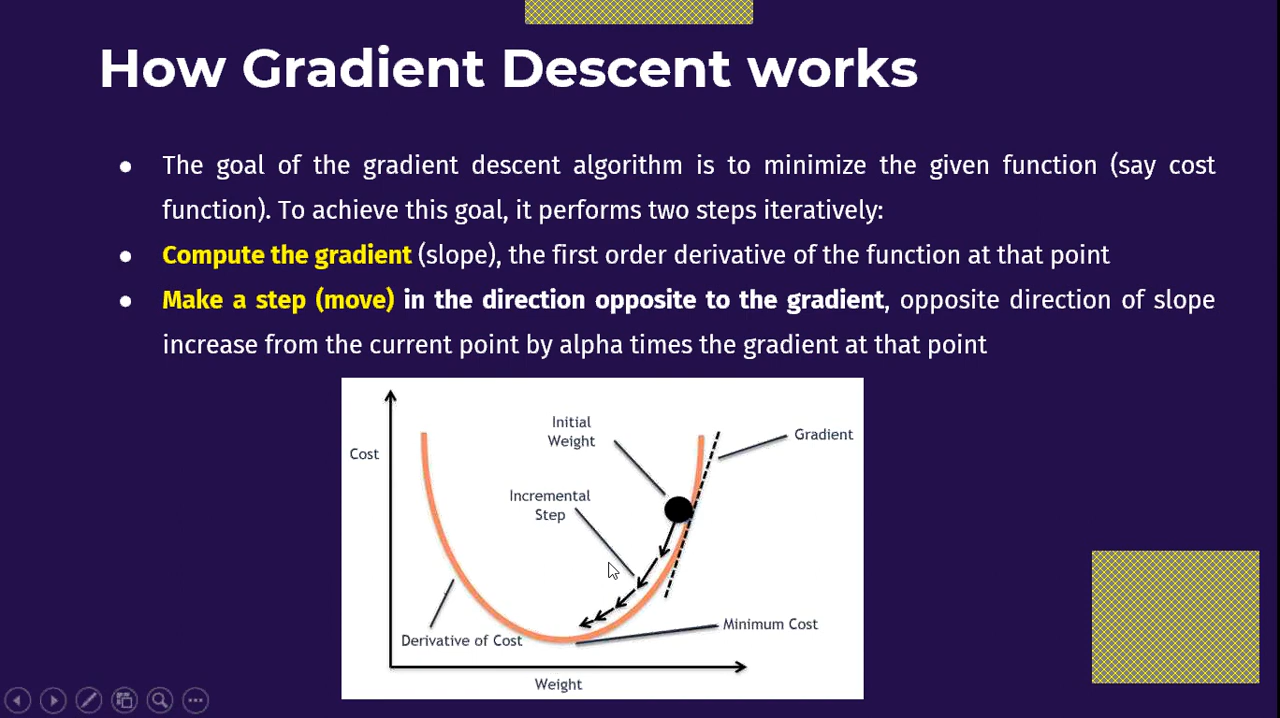 How Gradient Descent works
● The goal of the gradient descent algorithm is to minimize the given function (say cost
function). To achieve this goal, it performs two steps iteratively:
● Compute the gradient (slope), the first order derivative of the function at that point
● Make a step (move) in the direction opposite to the gradient, opposite direction of slope
increase from the current point by alpha times the gradient at that point
Initial
Weight
Gradient
Cost
Incremental
Step
Minimum Cost
Derivative of Cost
Weight